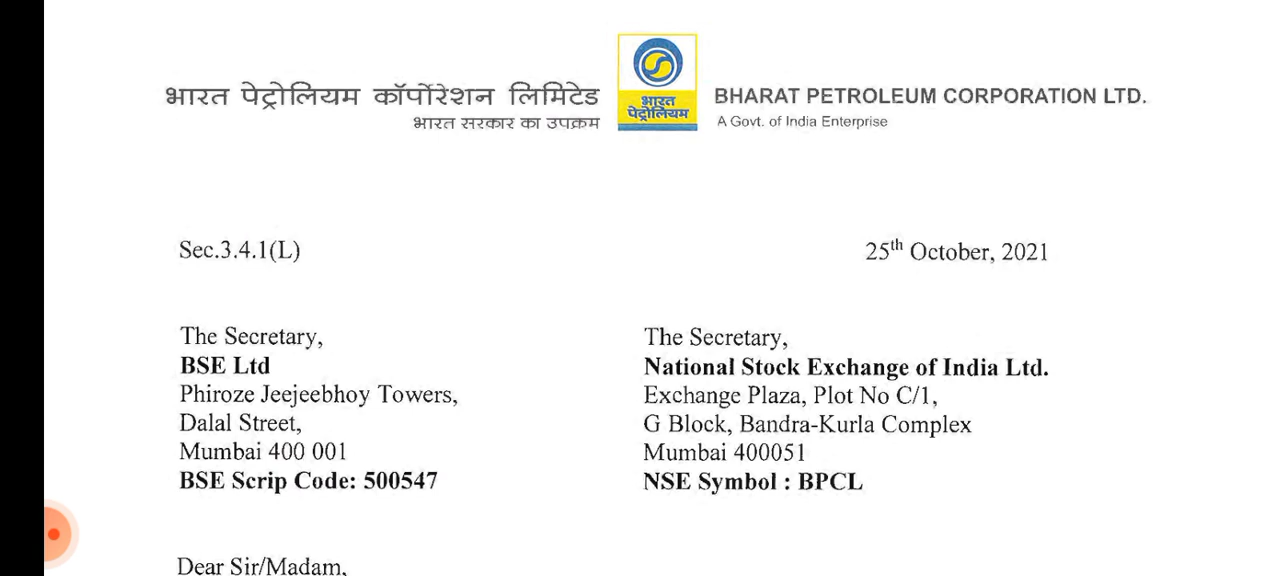 भारत पेट्रोलियम कॉर्पोरेशन लिमिटेड
भारत सरकार का उपक्रम
भारत
पेट्रोलियम
BHARAT PETROLEUM CORPORATION LTD.
A Govt. of India Enterprise
Sec.3.4.1(L)
25th October, 2021
The Secretary,
BSE Ltd
Phiroze Jeejeebhoy Towers,
Dalal Street,
Mumbai 400 001
BSE Scrip Code: 500547
The Secretary,
National Stock Exchange of India Ltd.
Exchange Plaza, Plot No C/1,
G Block, Bandra-Kurla Complex
Mumbai 400051
NSE Symbol : BPCL
Dear Sir/Madam,